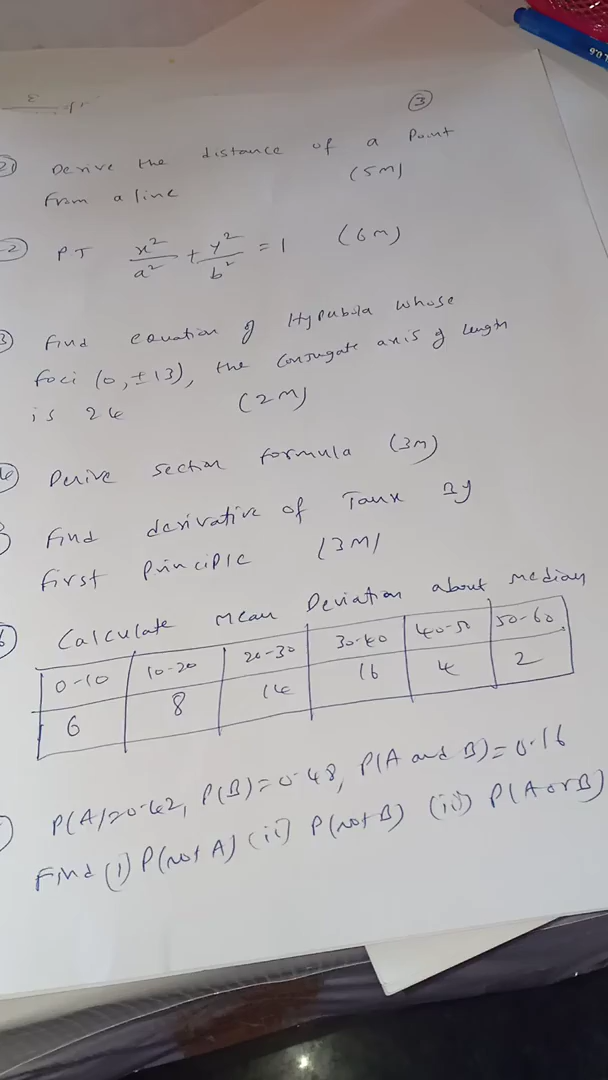 3
21 Derive the distance of a Point
from a line (5M)
P.T x²/a² + y²/b² = 1 (6M)
Find equation of Hyperbola whose
foci (0, ±13), the conjugate axis of length
is 24 (2M)
Derive section formula (3M)
Find derivative of Tanx By
first Principle (3M)
6 Calculate Mean Deviation about median
0-10 10-20 20-30 30-40 40-50 50-60
6 8 14 16 4 2
P(A)=0.42, P(B)=0.48, P(A and B)=0.16
Find (i) P(not A) (ii) P(not B) (iii) P(A or B)